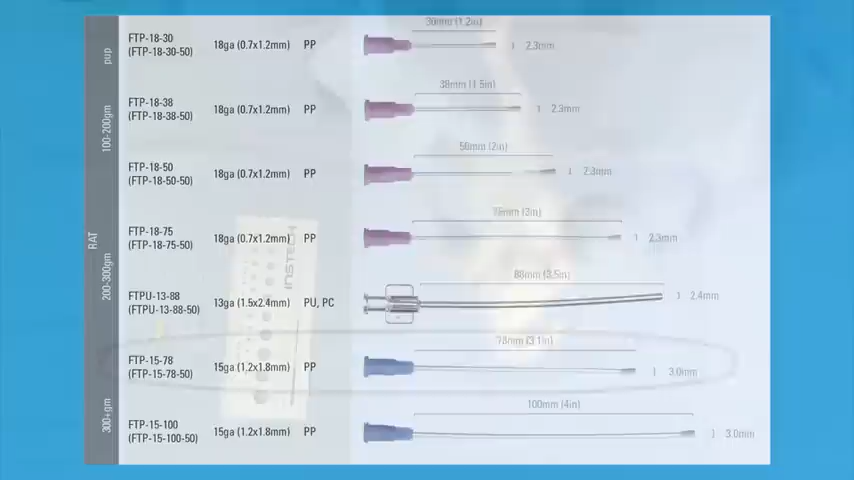 30mm (1.2in)
FTP-18-30
(FTP-18-30-50)
18ga (0.7x1.2mm)
PP
2.3mm
pup
38mm (1.5in)
FTP-18-38
(FTP-18-38-50)
18ga (0.7x1.2mm)
PP
2.3mm
100-200gm
50mm (2in)
FTP-18-50
(FTP-18-50-50)
18ga (0.7x1.2mm)
PP
2.3mm
75mm (3in)
FTP-18-75
(FTP-18-75-50)
18ga (0.7x1.2mm)
PP
2.3mm
RAT
INSTECH
200-300gm
88mm (3.5in)
FTPU-13-88
(FTPU-13-88-50)
13ga (1.5x2.4mm)
PU, PC
2.4mm
78mm (3.1in)
FTP-15-78
(FTP-15-78-50)
15ga (1.2x1.8mm)
PP
3.0mm
300+gm
100mm (4in)
FTP-15-100
(FTP-15-100-50)
15ga (1.2x1.8mm)
PP
3.0mm